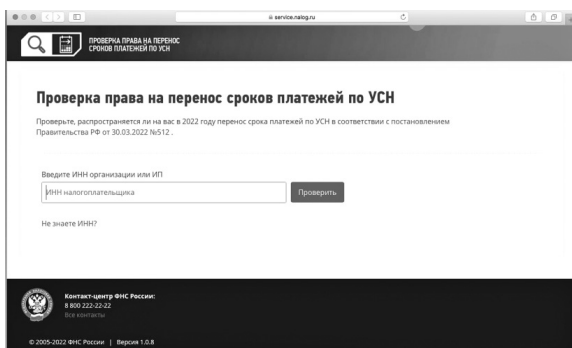 service.nalog.ru
ПРОВЕРКА ПРАВА НА ПЕРЕНОС
СРОКОВ ПЛАТЕЖЕЙ ПО УСН
Проверка права на перенос сроков платежей по УСН
Проверьте, распространяется ли на вас в 2022 году перенос срока платежей по УСН в соответствии с постановлением
Правительства РФ от 30.03.2022 №512 .
Введите ИНН организации или ИП
ИНН налогоплательщика
Проверить
Не знаете ИНН?
Контакт-центр ФНС России:
8 800 222-22-22
Все контакты
© 2005-2022 ФНС России | Версия 1.0.8